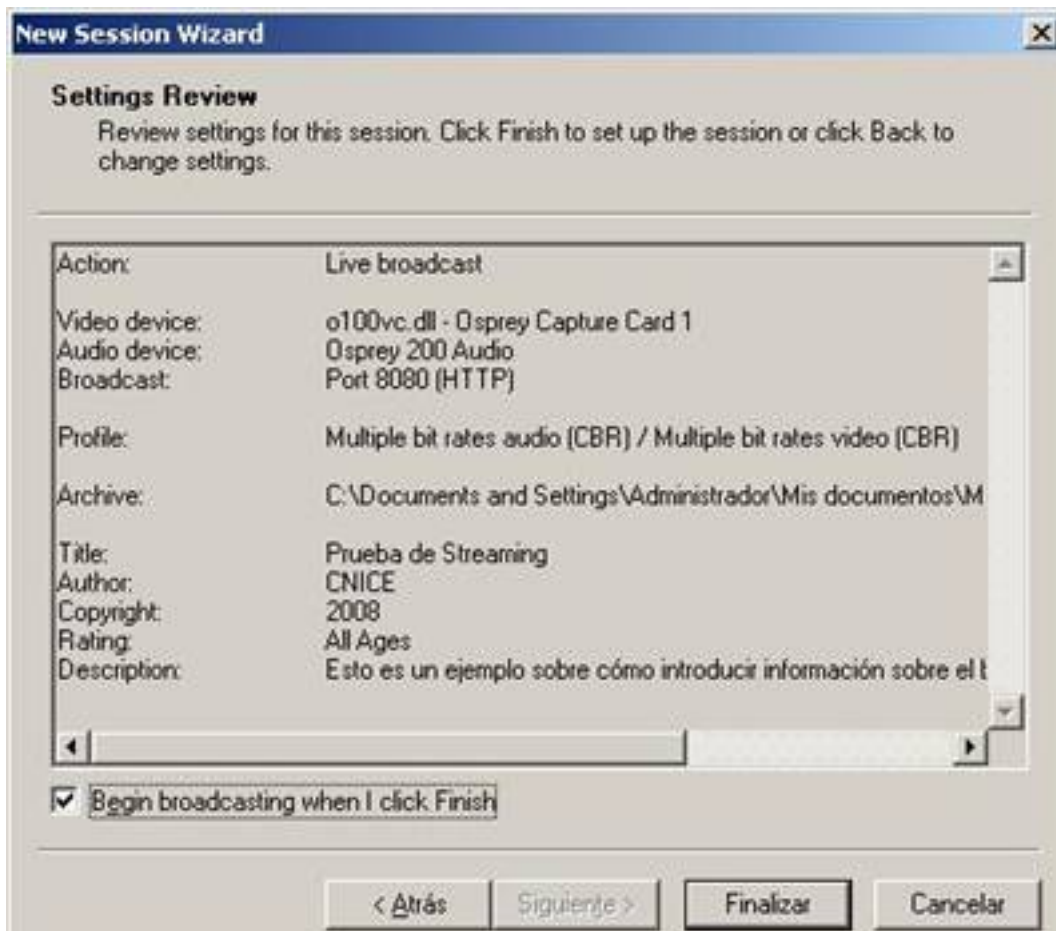 New Session Wizard
Settings Review
Review settings for this session. Click Finish to set up the session or click Back to
change settings.
Action: Live broadcast
Video device: o100vc.dll - Osprey Capture Card 1
Audio device: Osprey 200 Audio
Broadcast: Port 8080 (HTTP)
Profile: Multiple bit rates audio (CBR) / Multiple bit rates video (CBR)
Archive: C:\Documents and Settings\Administrador\Mis documentos\M
Title: Prueba de Streaming
Author: CNICE
Copyright: 2008
Rating: All Ages
Description: Esto es un ejemplo sobre cómo introducir información sobre el
Begin broadcasting when I click Finish
< Atrás Siguiente > Finalizar Cancelar